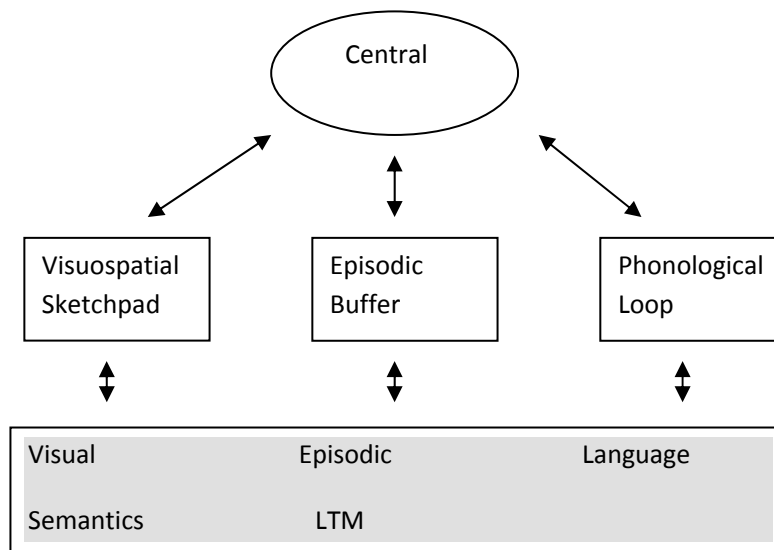 Central
Visuospatial
Sketchpad
Episodic
Buffer
Phonological
Loop
Visual Episodic Language
Semantics LTM